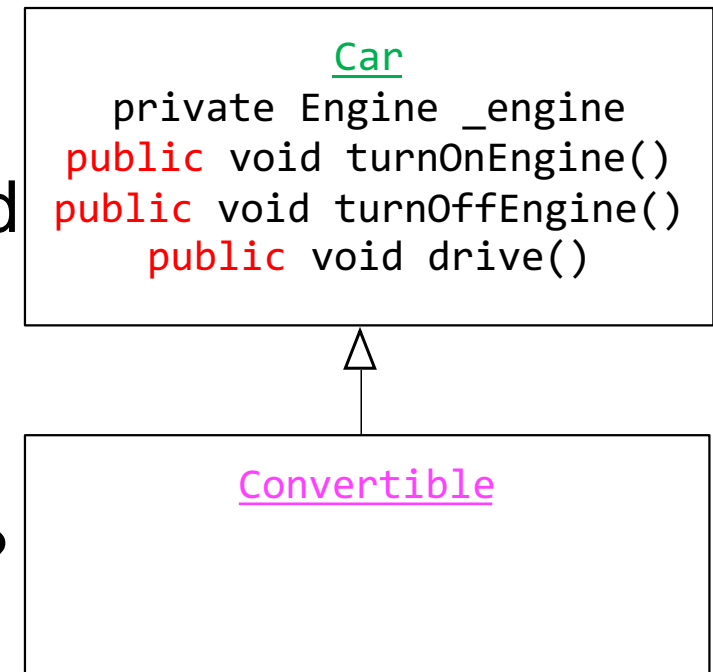 Car
private Engine _engine
public void turnOnEngine()
d public void turnOffEngine()
public void drive()
Convertible
?